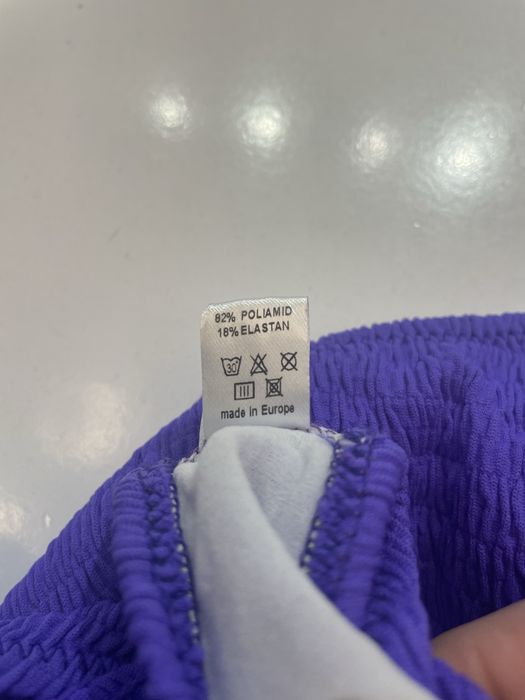 82% POLIAMID
18% ELASTAN
30
made in Europe